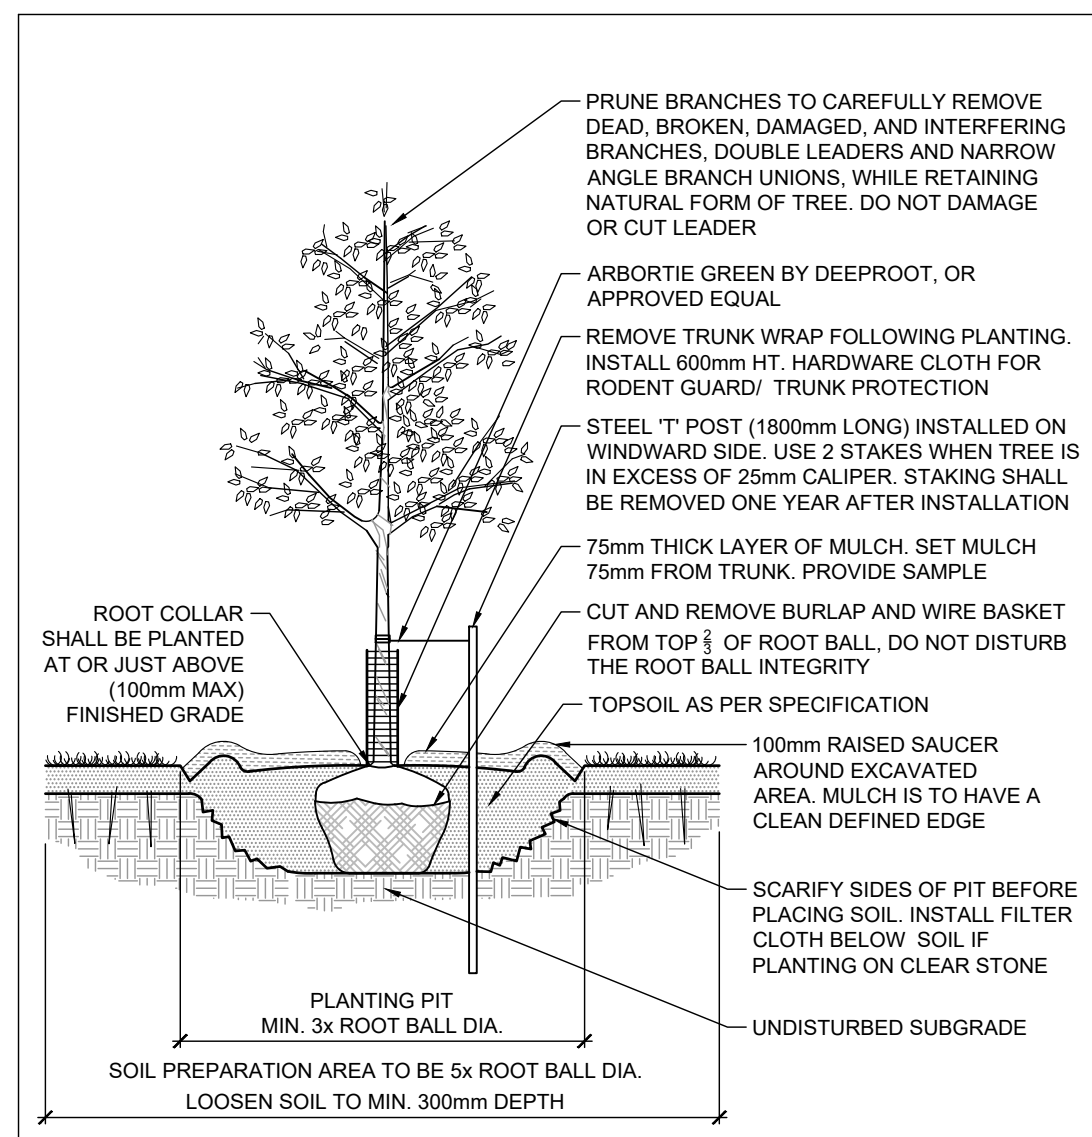 PRUNE BRANCHES TO CAREFULLY REMOVE
DEAD, BROKEN, DAMAGED, AND INTERFERING
BRANCHES, DOUBLE LEADERS AND NARROW
ANGLE BRANCH UNIONS, WHILE RETAINING
NATURAL FORM OF TREE. DO NOT DAMAGE
OR CUT LEADER
ARBORTIE GREEN BY DEEPROOT, OR
APPROVED EQUAL
REMOVE TRUNK WRAP FOLLOWING PLANTING.
INSTALL 600mm HT. HARDWARE CLOTH FOR
RODENT GUARD/ TRUNK PROTECTION
STEEL 'T' POST (1800mm LONG) INSTALLED ON
WINDWARD SIDE. USE 2 STAKES WHEN TREE IS
IN EXCESS OF 25mm CALIPER. STAKING SHALL
BE REMOVED ONE YEAR AFTER INSTALLATION
75mm THICK LAYER OF MULCH. SET MULCH
75mm FROM TRUNK. PROVIDE SAMPLE
CUT AND REMOVE BURLAP AND WIRE BASKET
FROM TOP 2/3 OF ROOT BALL, DO NOT DISTURB
THE ROOT BALL INTEGRITY
ROOT COLLAR
SHALL BE PLANTED
AT OR JUST ABOVE
(100mm MAX)
FINISHED GRADE
TOPSOIL AS PER SPECIFICATION
100mm RAISED SAUCER
AROUND EXCAVATED
AREA. MULCH IS TO HAVE A
CLEAN DEFINED EDGE
SCARIFY SIDES OF PIT BEFORE
PLACING SOIL. INSTALL FILTER
CLOTH BELOW SOIL IF
PLANTING ON CLEAR STONE
UNDISTURBED SUBGRADE
PLANTING PIT
MIN. 3x ROOT BALL DIA.
SOIL PREPARATION AREA TO BE 5x ROOT BALL DIA.
LOOSEN SOIL TO MIN. 300mm DEPTH